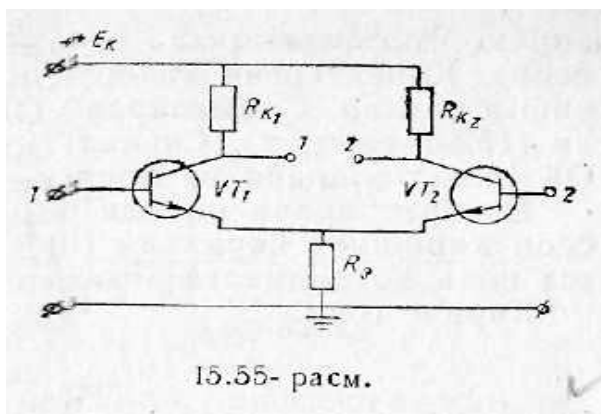 + Eк
Rк₁ 1 2 Rк₂
1 VT₁ VT₂ 2
Rэ
15.55- расм.